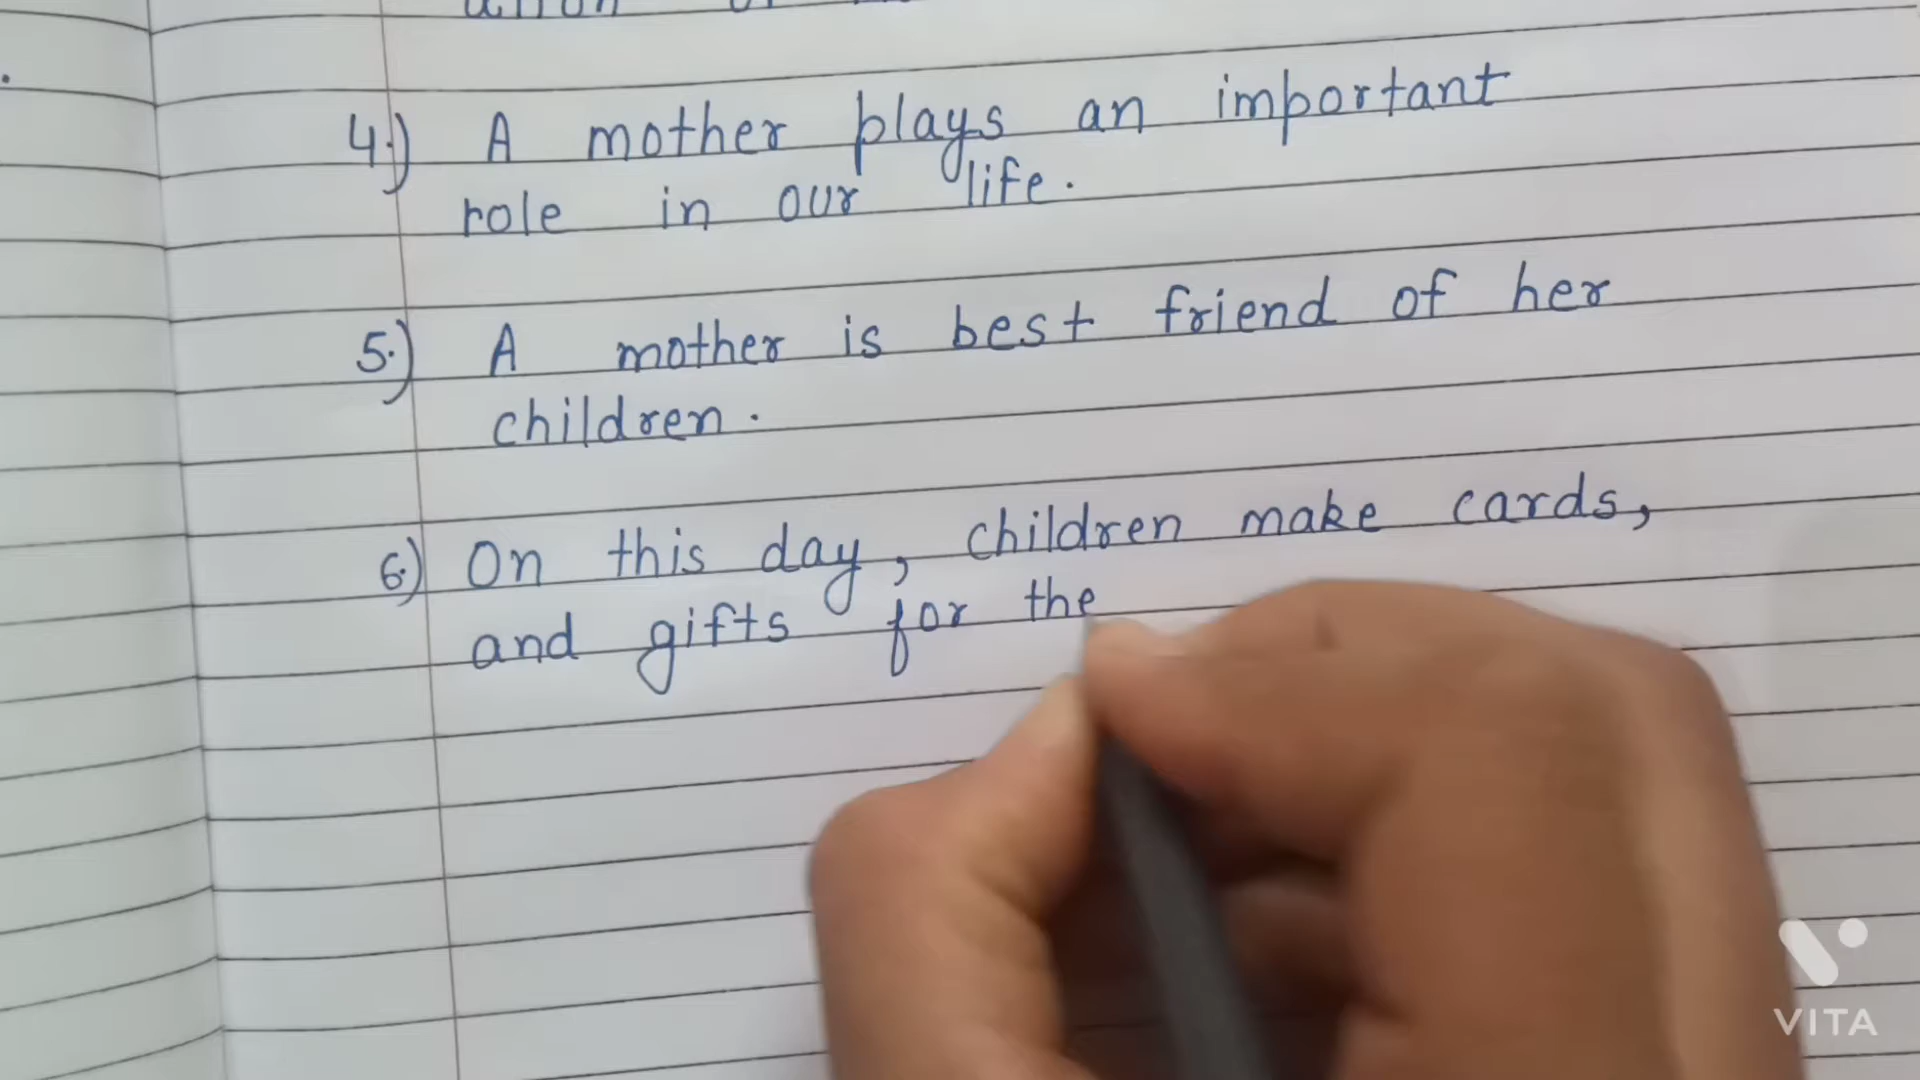 4.) A mother plays an important
role in our life.
5.) A mother is best friend of her
children.
6.) On this day, children make cards,
and gifts for the
VITA